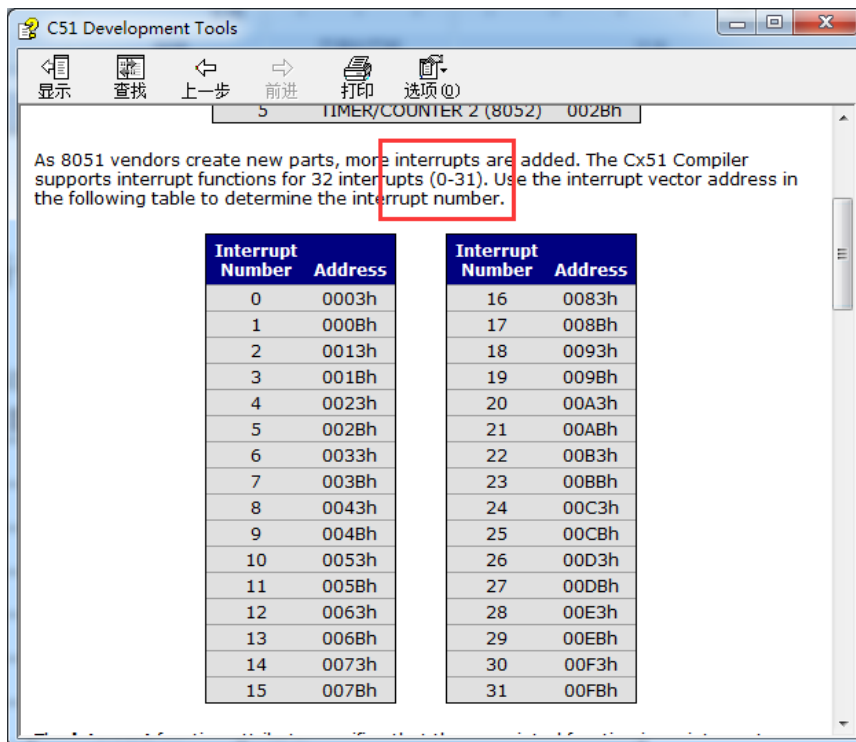 C51 Development Tools
显示 查找 上一步 前进 打印 选项(O)
5 TIMER/COUNTER 2 (8052) 002Bh
As 8051 vendors create new parts, more interrupts are added. The Cx51 Compiler
supports interrupt functions for 32 interrupts (0-31). Use the interrupt vector address in
the following table to determine the interrupt number.
Interrupt Number Address
0 0003h
1 000Bh
2 0013h
3 001Bh
4 0023h
5 002Bh
6 0033h
7 003Bh
8 0043h
9 004Bh
10 0053h
11 005Bh
12 0063h
13 006Bh
14 0073h
15 007Bh
Interrupt Number Address
16 0083h
17 008Bh
18 0093h
19 009Bh
20 00A3h
21 00ABh
22 00B3h
23 00BBh
24 00C3h
25 00CBh
26 00D3h
27 00DBh
28 00E3h
29 00EBh
30 00F3h
31 00FBh